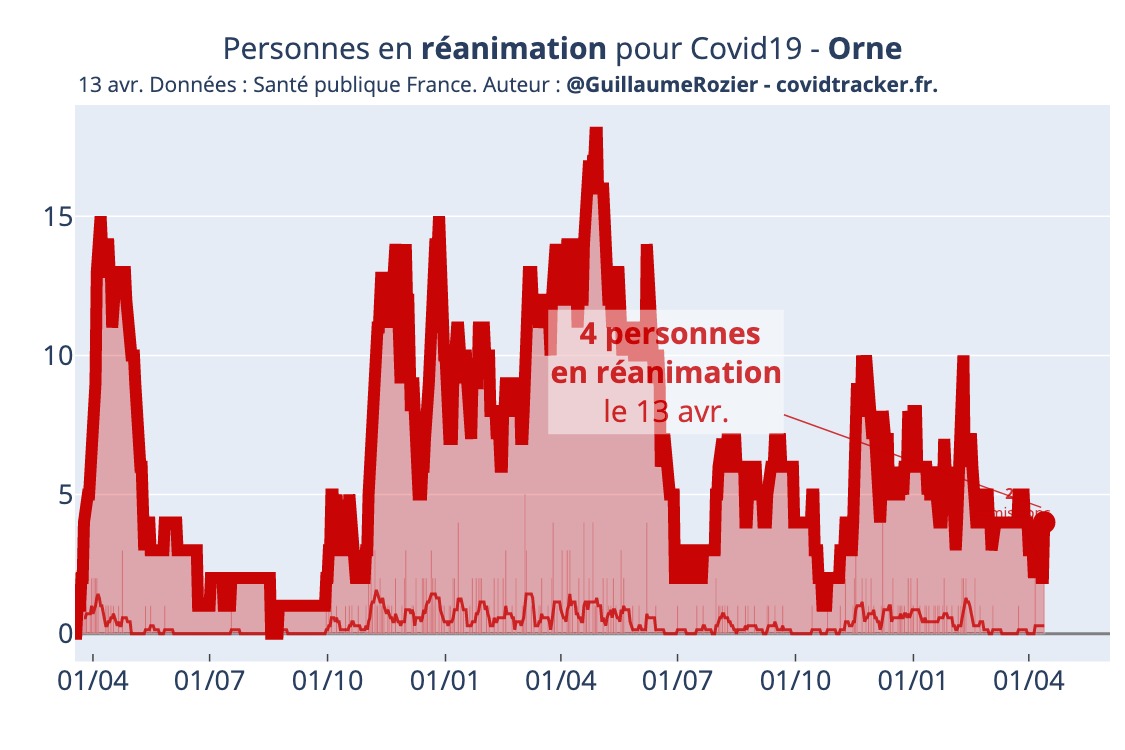 Personnes en réanimation pour Covid19 - Orne
13 avr. Données : Santé publique France. Auteur : @GuillaumeRozier - covidtracker.fr.
15
10
5
0
4 personnes
en réanimation
le 13 avr.
01/04 01/07 01/10 01/01 01/04 01/07 01/10 01/01 01/04